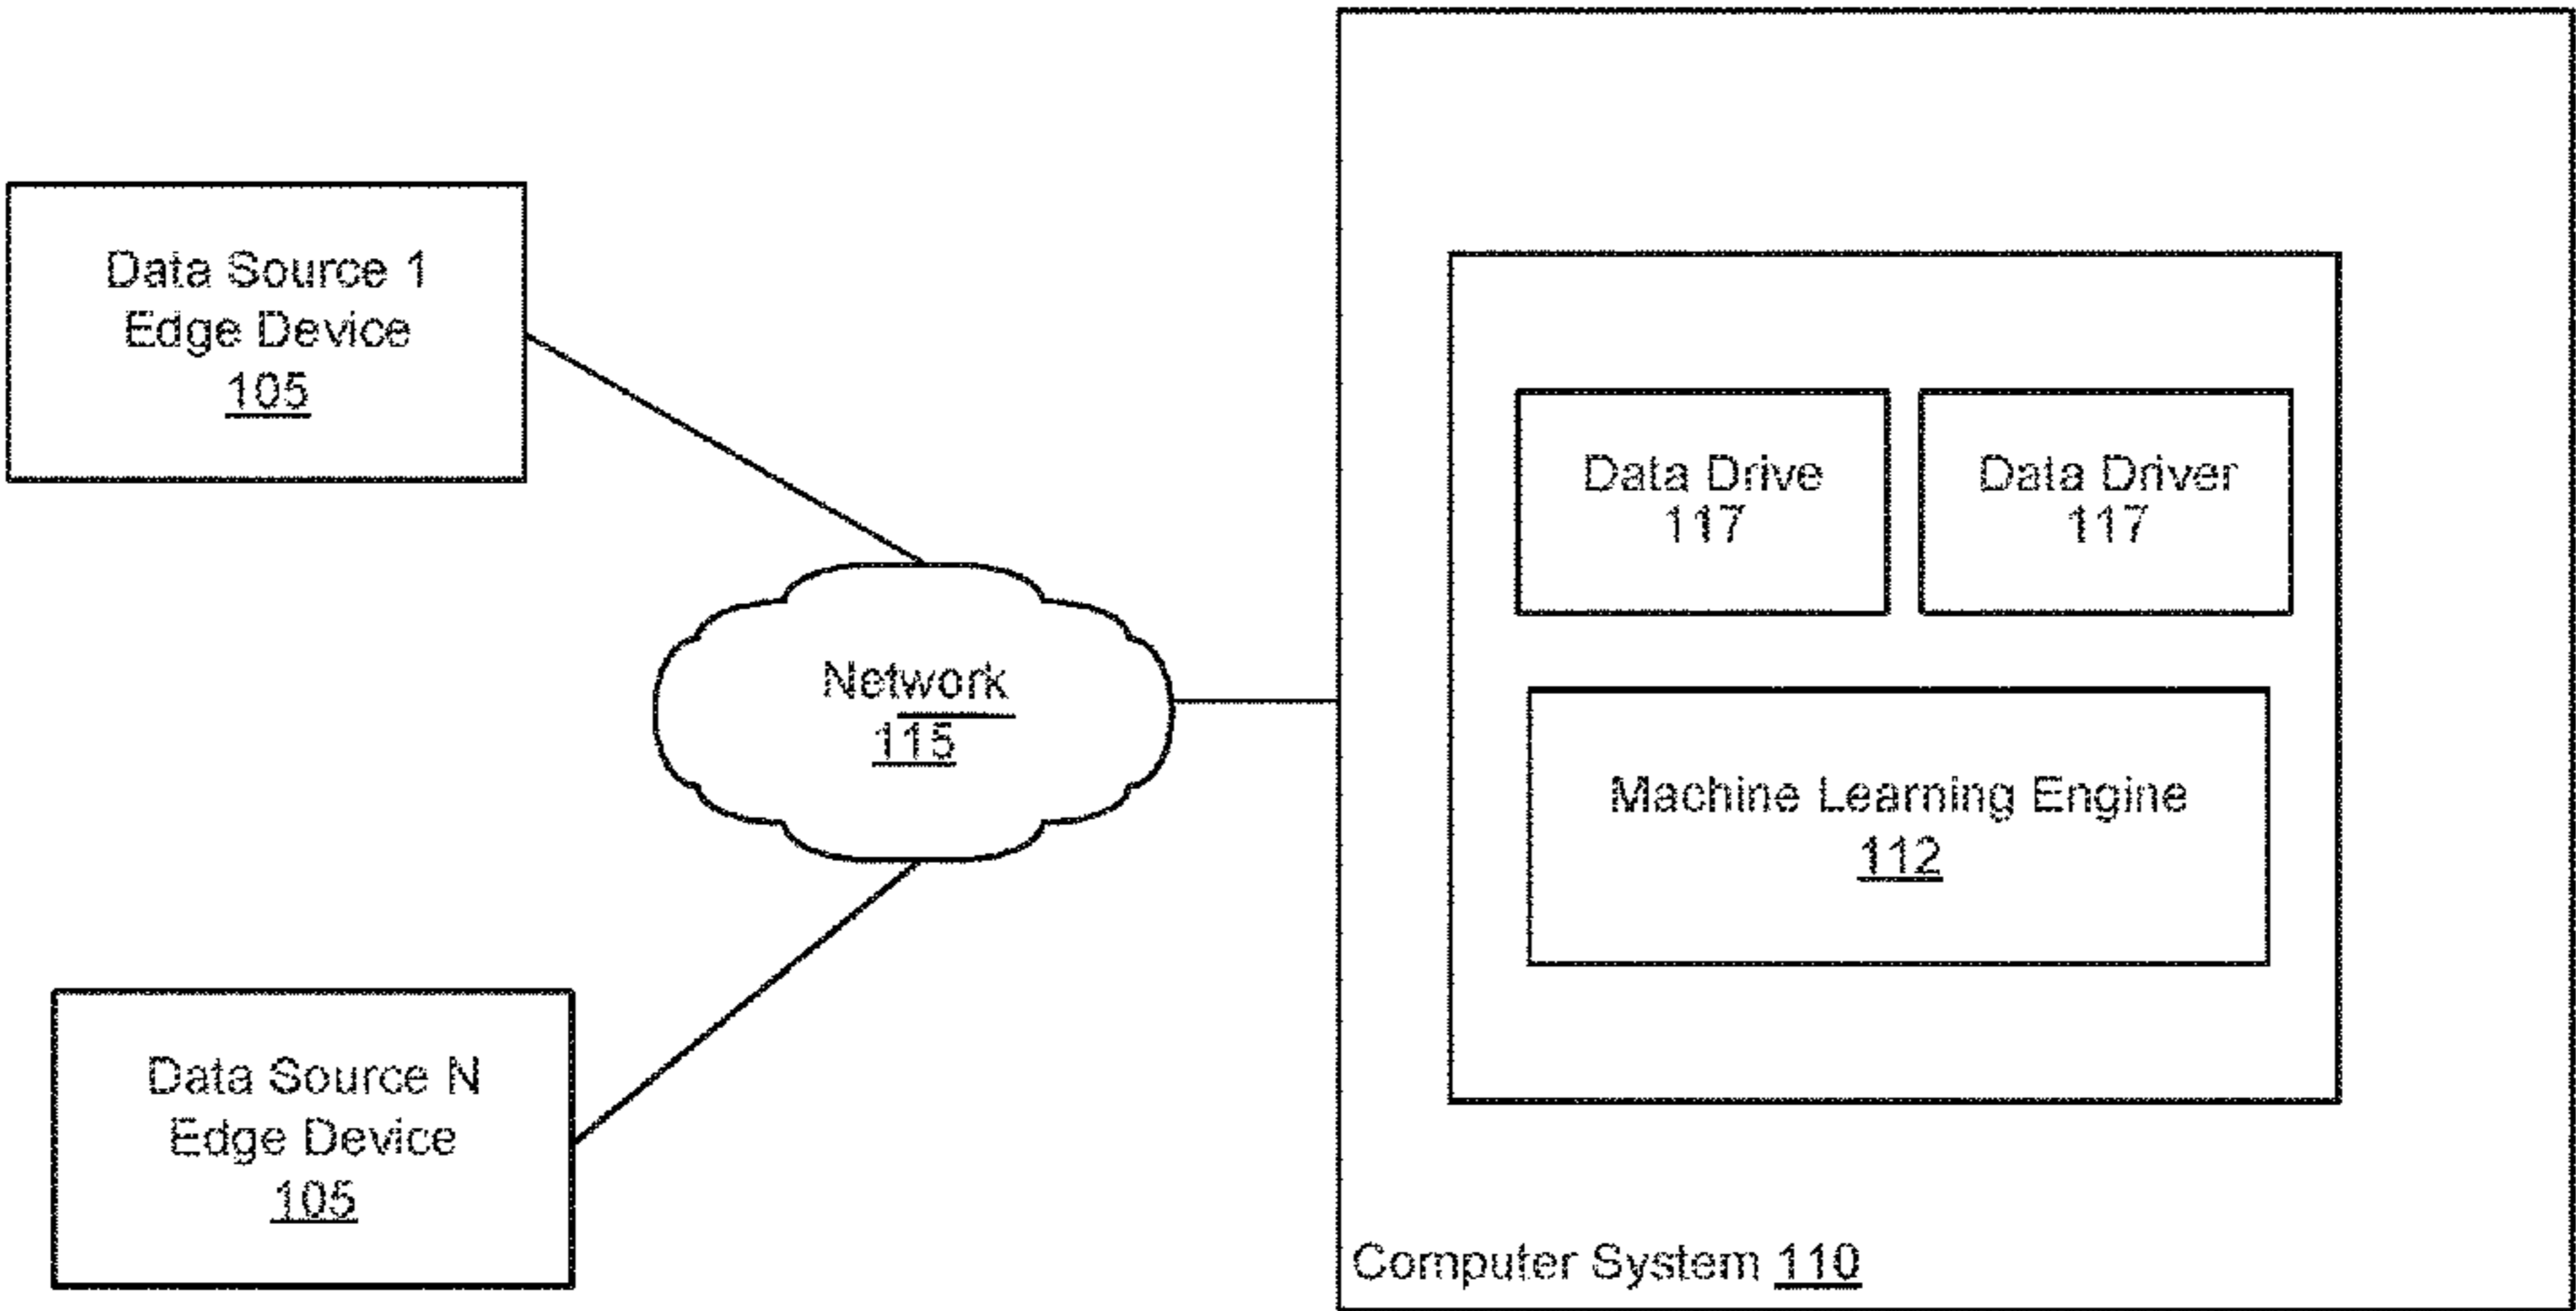 Data Source 1
Edge Device
105
Data Source N
Edge Device
105
Network
115
Data Drive
117
Data Driver
117
Machine Learning Engine
112
Computer System 110